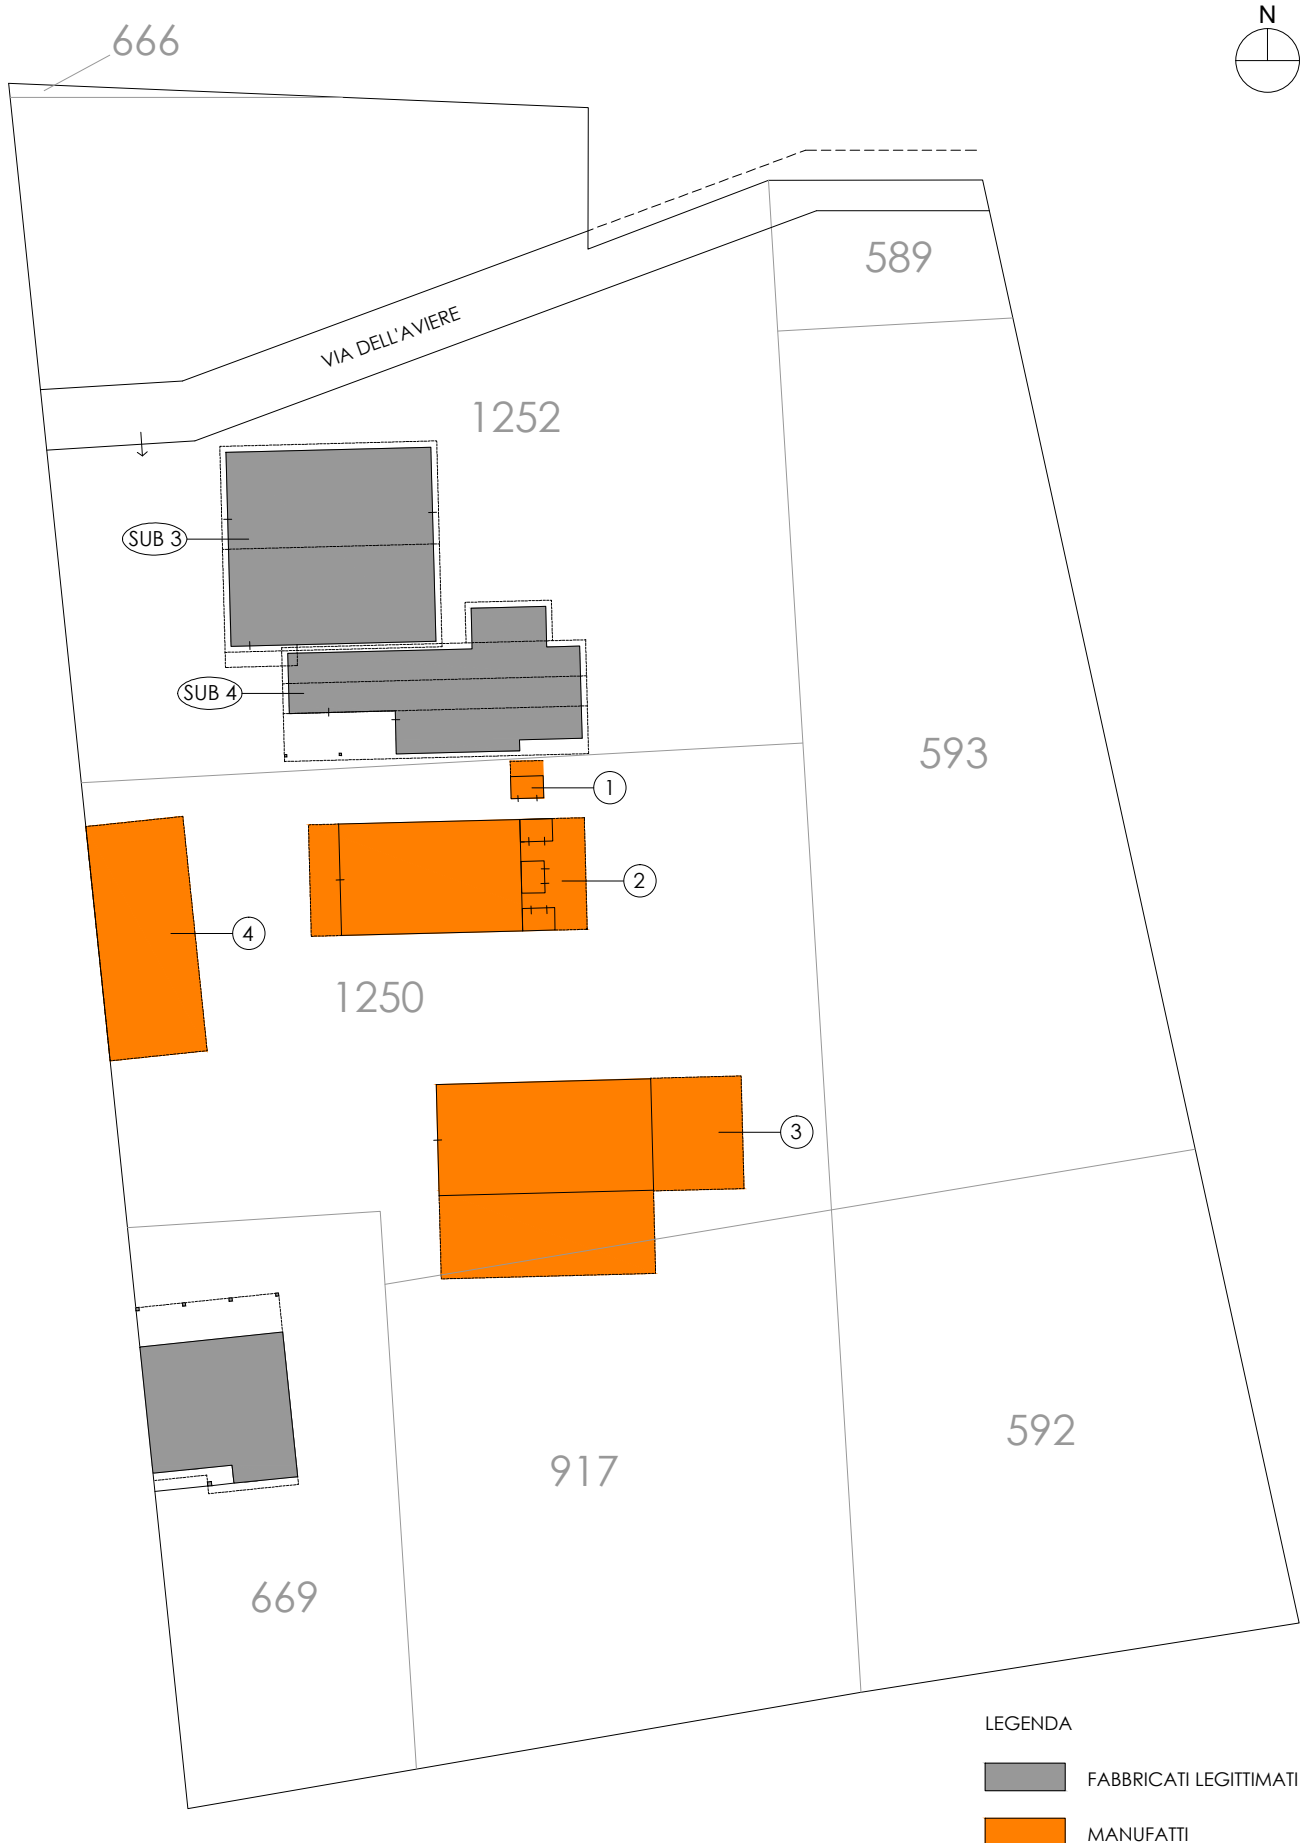 N
666
589
VIA DELL'AVIERE
1252
SUB 3
SUB 4
593
1
2
4
1250
3
592
917
669
LEGENDA
FABBRICATI LEGITTIMATI
MANUFATTI